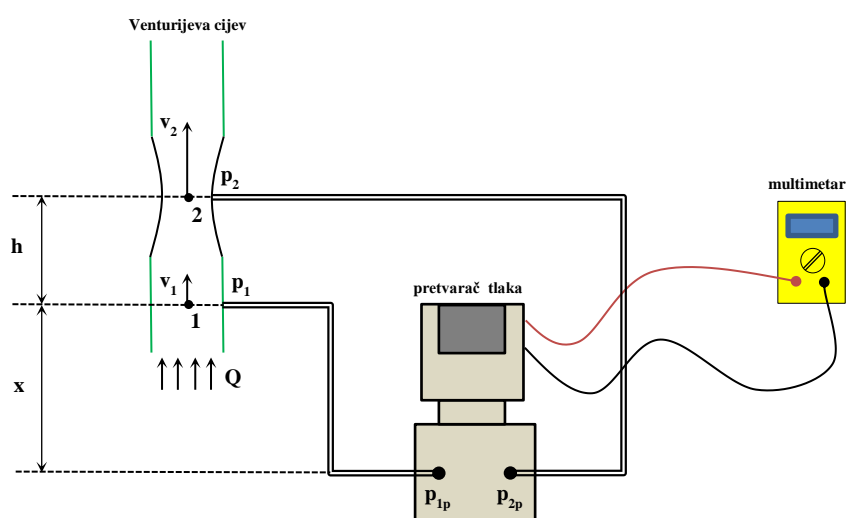 Venturijeva cijev
v2
p2
multimetar
2
h
v1
p1
pretvarač tlaka
1
x
Q
p1p
p2p